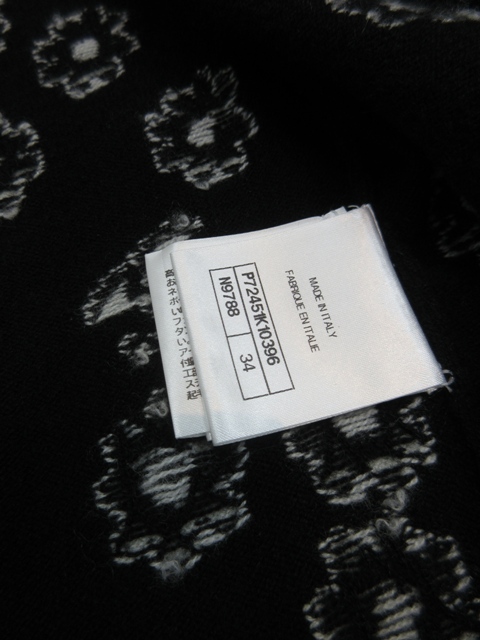 MADE IN ITALY
FABRIQUE EN ITALIE
P72451K10396
N9788
34